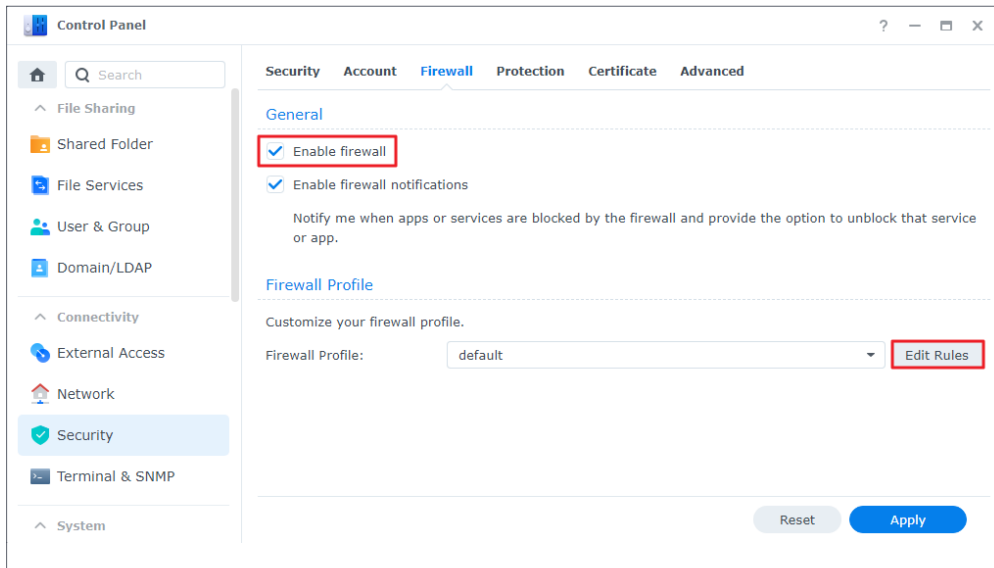 Control Panel
?
Search
Security Account Firewall Protection Certificate Advanced
File Sharing
Shared Folder
File Services
User & Group
Domain/LDAP
Connectivity
External Access
Network
Security
Terminal & SNMP
System
General
Enable firewall
Enable firewall notifications
Notify me when apps or services are blocked by the firewall and provide the option to unblock that service
or app.
Firewall Profile
Customize your firewall profile.
Firewall Profile: default Edit Rules
Reset Apply